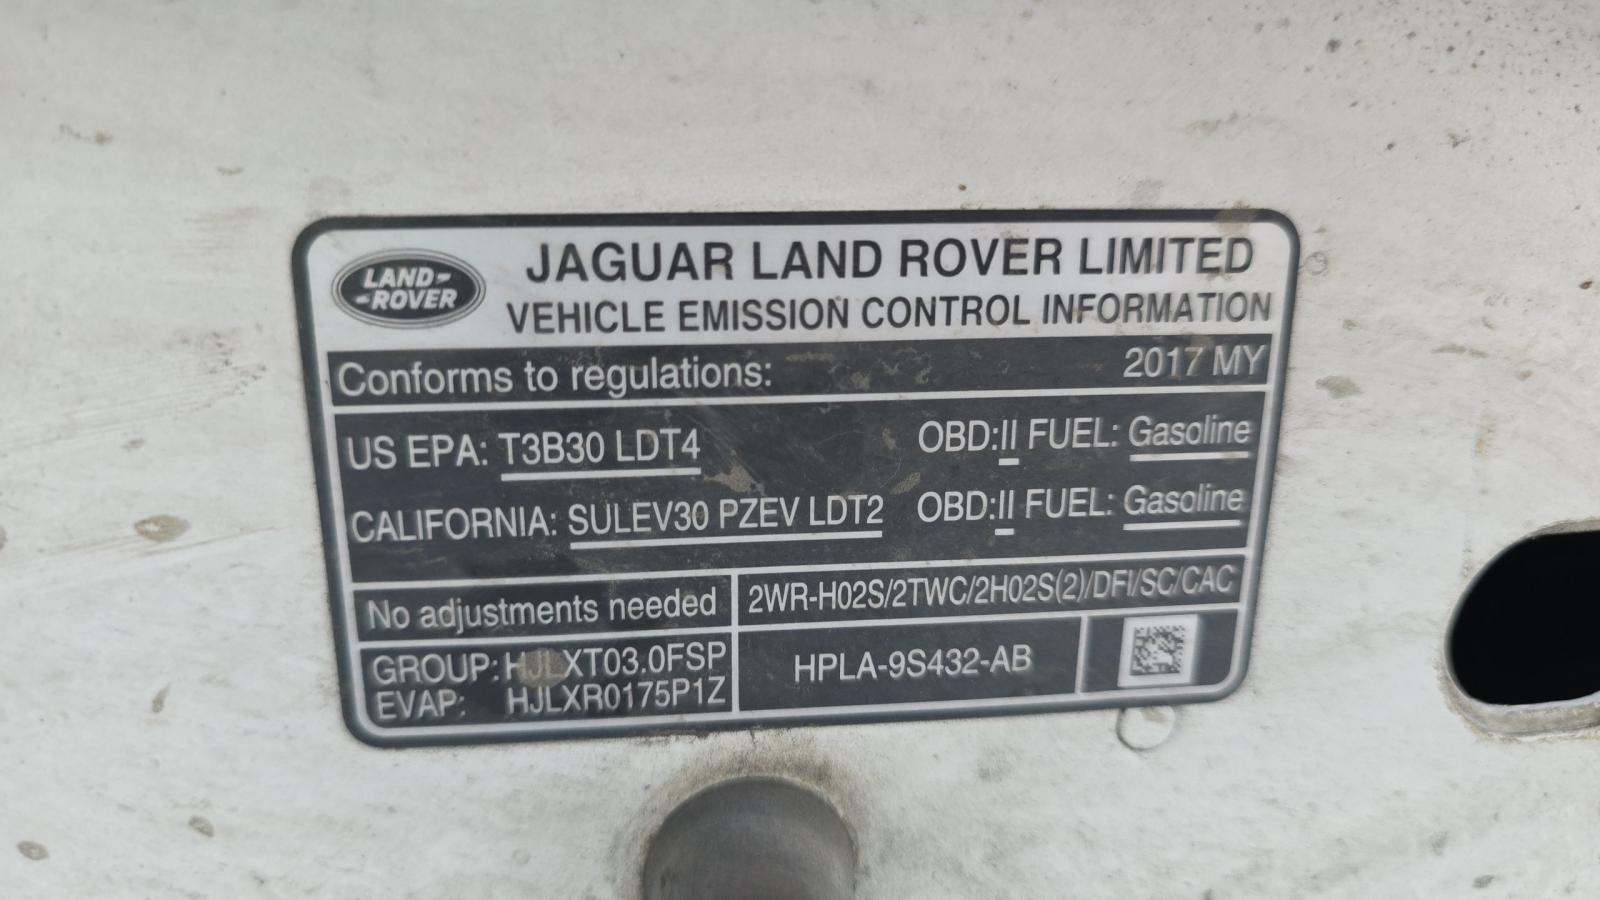 LAND-
-ROVER
JAGUAR LAND ROVER LIMITED
VEHICLE EMISSION CONTROL INFORMATION
Conforms to regulations: 2017 MY
US EPA: T3B30 LDT4 OBD:II FUEL: Gasoline
CALIFORNIA: SULEV30 PZEV LDT2 OBD:II FUEL: Gasoline
No adjustments needed 2WR-H02S/2TWC/2H02S(2)/DFI/SC/CAC
GROUP: HJLXT03.0FSP
EVAP: HJLXR0175P1Z
HPLA-9S432-AB